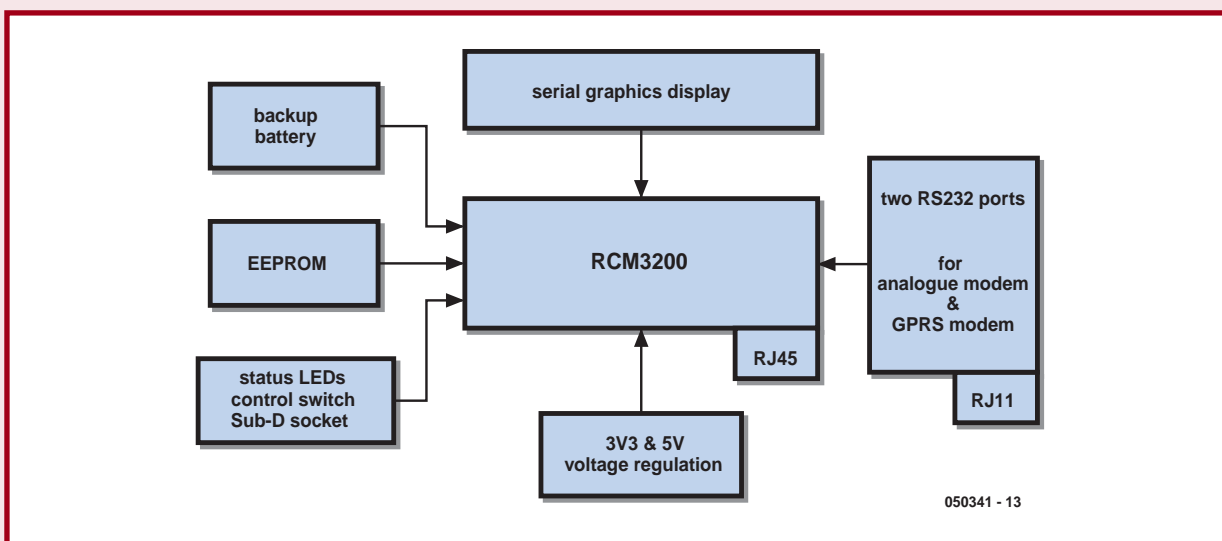 serial graphics display
backup
battery
two RS232 ports
for
analogue modem
&
GPRS modem
EEPROM
RCM3200
RJ45
RJ11
status LEDs
control switch
Sub-D socket
3V3 & 5V
voltage regulation
050341 - 13